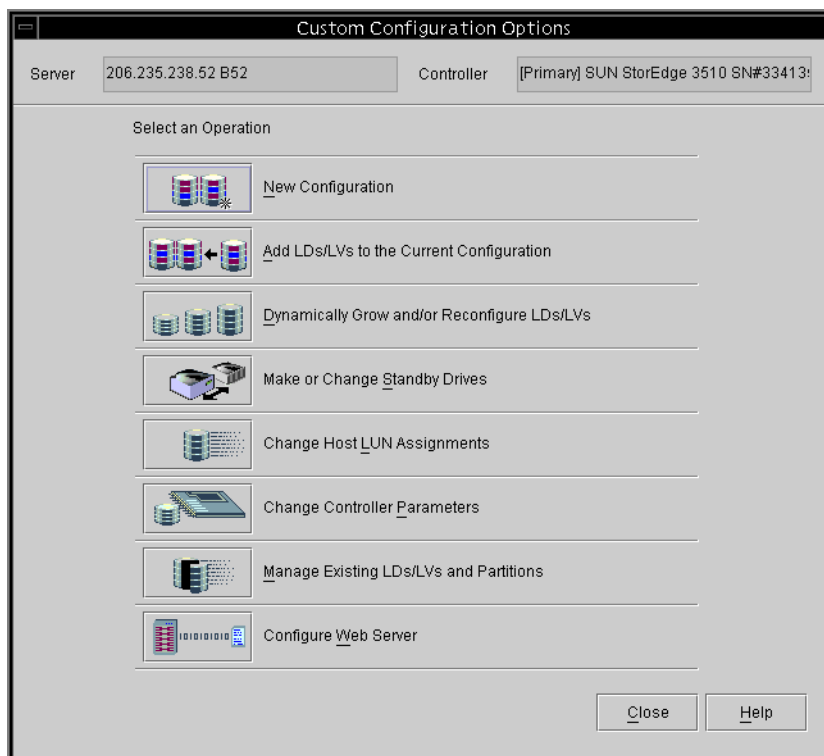 Custom Configuration Options
Server 206.235.238.52 B52 Controller [Primary] SUN StorEdge 3510 SN#33413
Select an Operation
New Configuration
Add LDs/LVs to the Current Configuration
Dynamically Grow and/or Reconfigure LDs/LVs
Make or Change Standby Drives
Change Host LUN Assignments
Change Controller Parameters
Manage Existing LDs/LVs and Partitions
Configure Web Server
Close Help